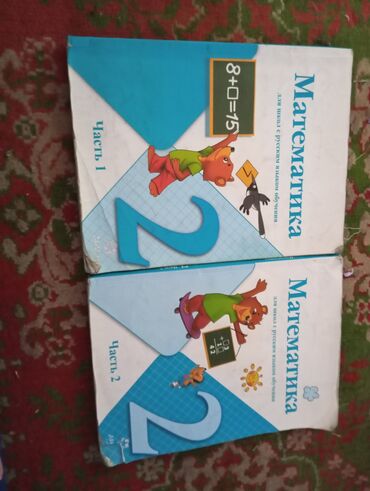 Математика
для школ с русским языком обучения
8+□=15
2
Часть 1
Математика
для школ с русским языком обучения
2
Часть 2